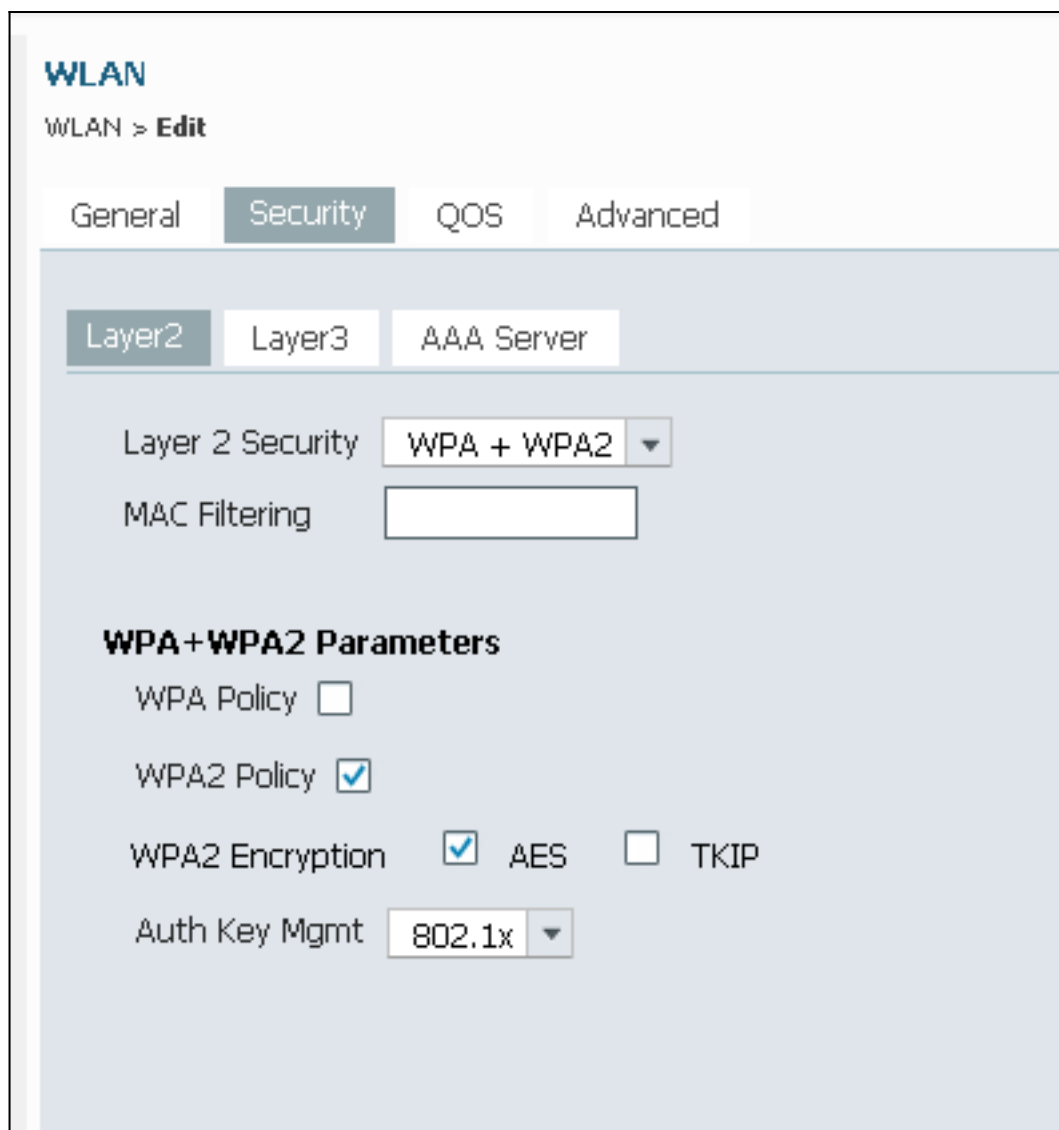 WLAN
WLAN > Edit
General Security QOS Advanced
Layer2 Layer3 AAA Server
Layer 2 Security WPA + WPA2
MAC Filtering
WPA+WPA2 Parameters
WPA Policy
WPA2 Policy
WPA2 Encryption AES TKIP
Auth Key Mgmt 802.1x